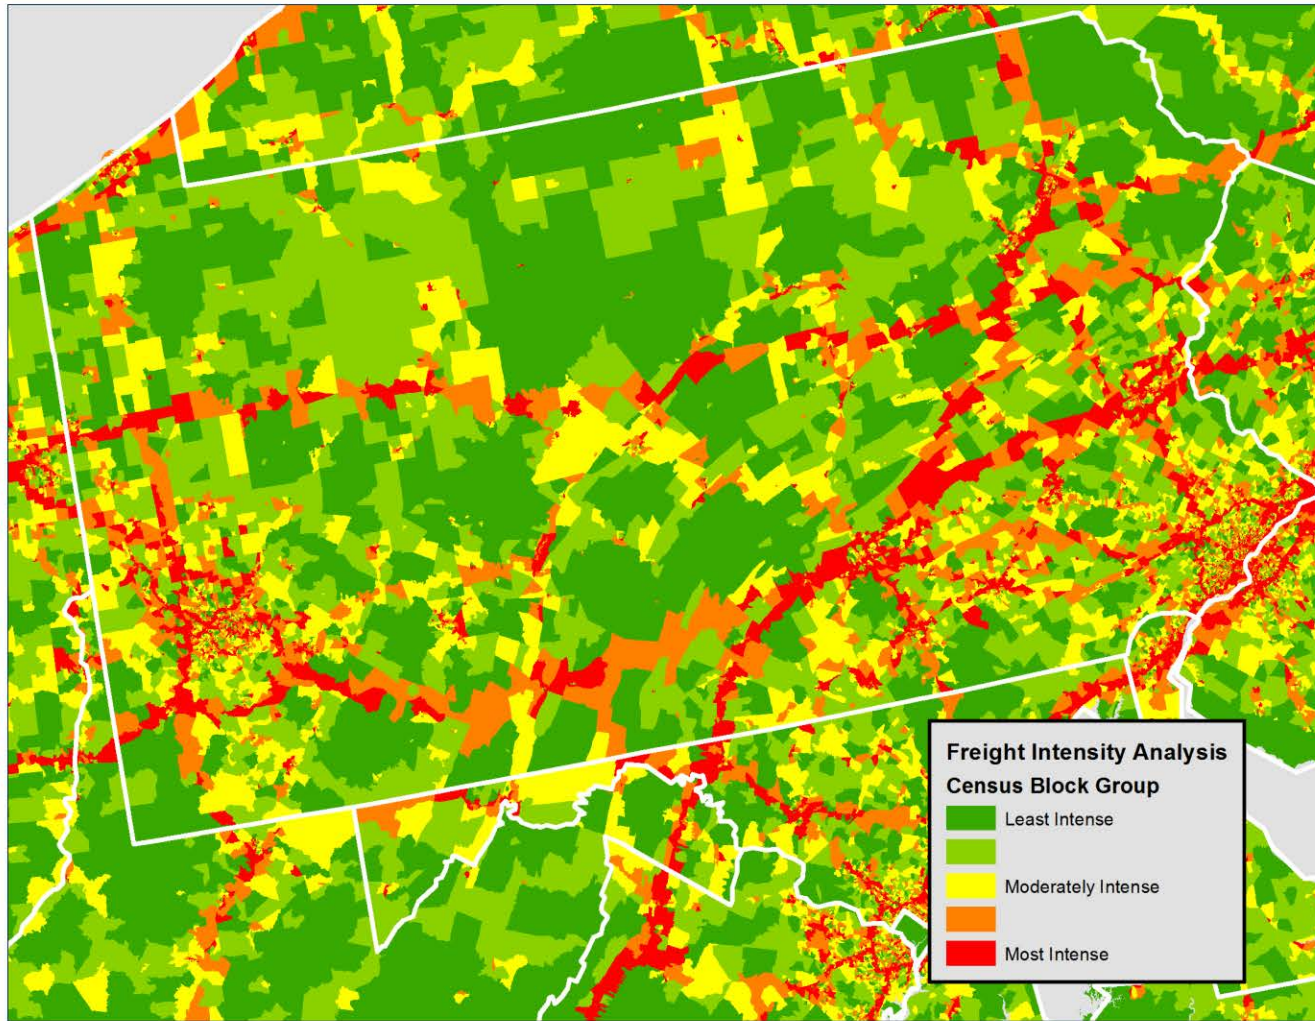 Freight Intensity Analysis
Census Block Group
Least Intense
Moderately Intense
Most Intense